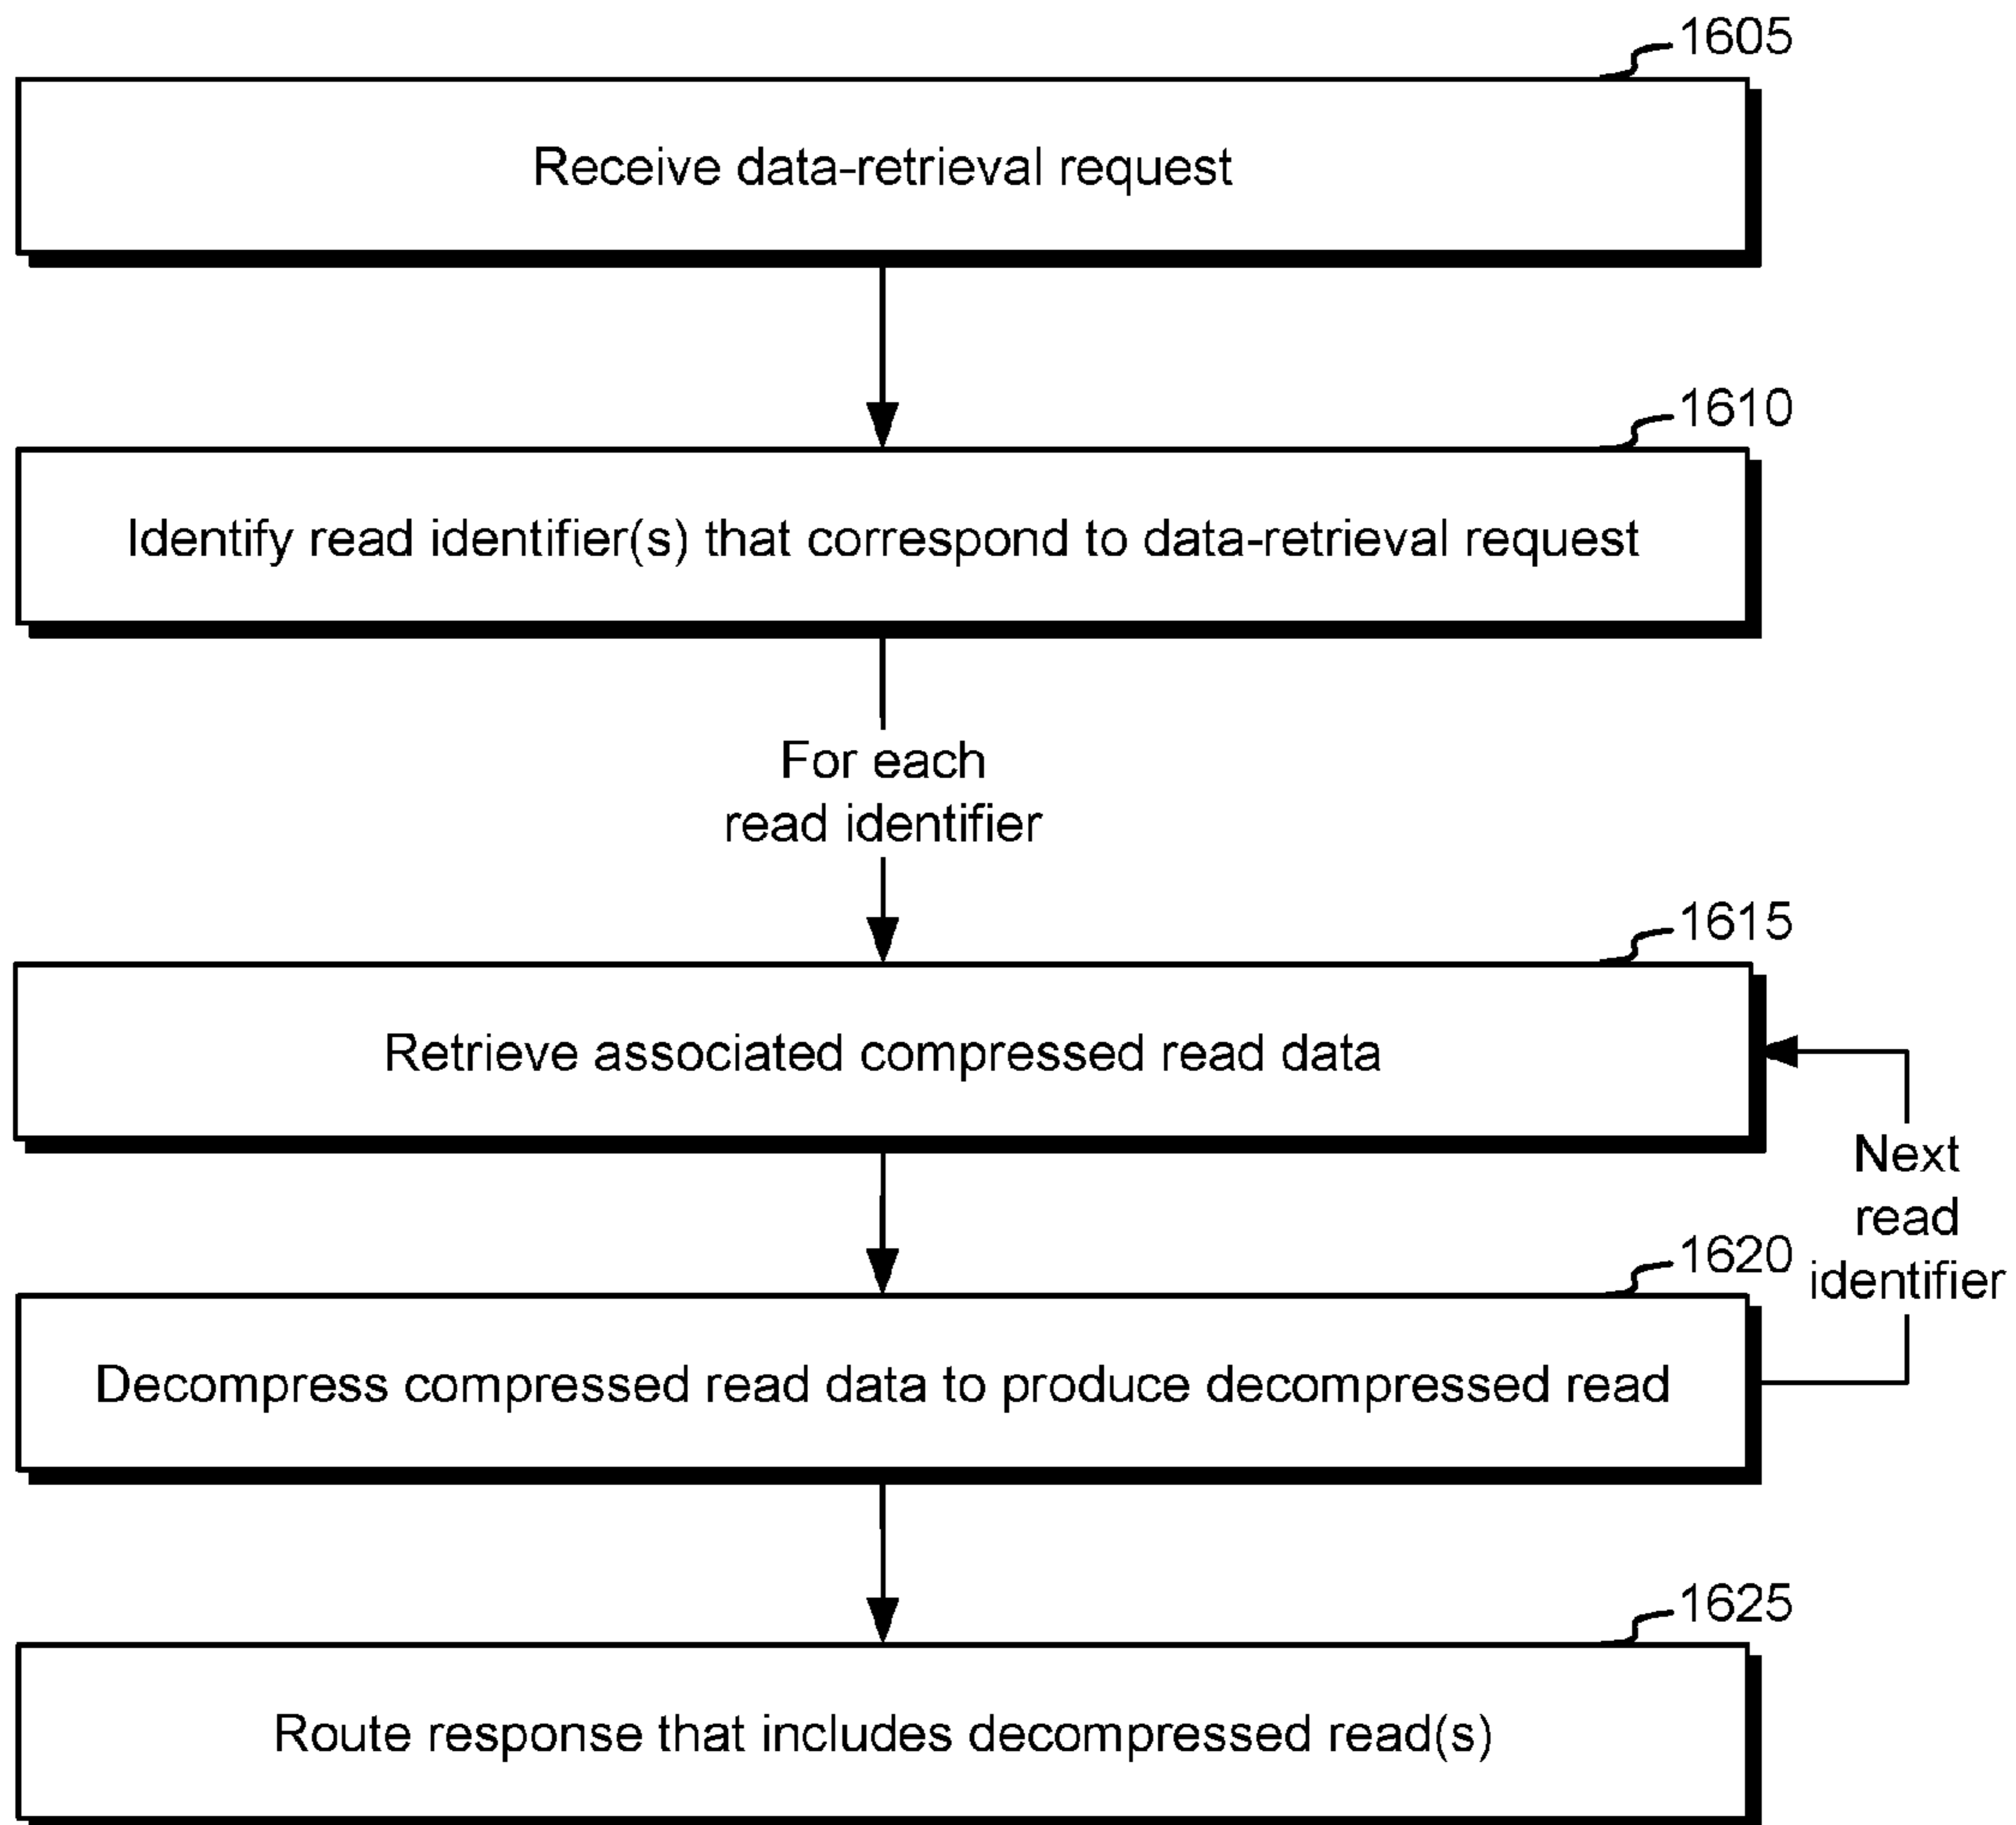 1605
Receive data-retrieval request
1610
Identify read identifier(s) that correspond to data-retrieval request
For each
read identifier
1615
Retrieve associated compressed read data
Next
read
identifier
1620
Decompress compressed read data to produce decompressed read
1625
Route response that includes decompressed read(s)